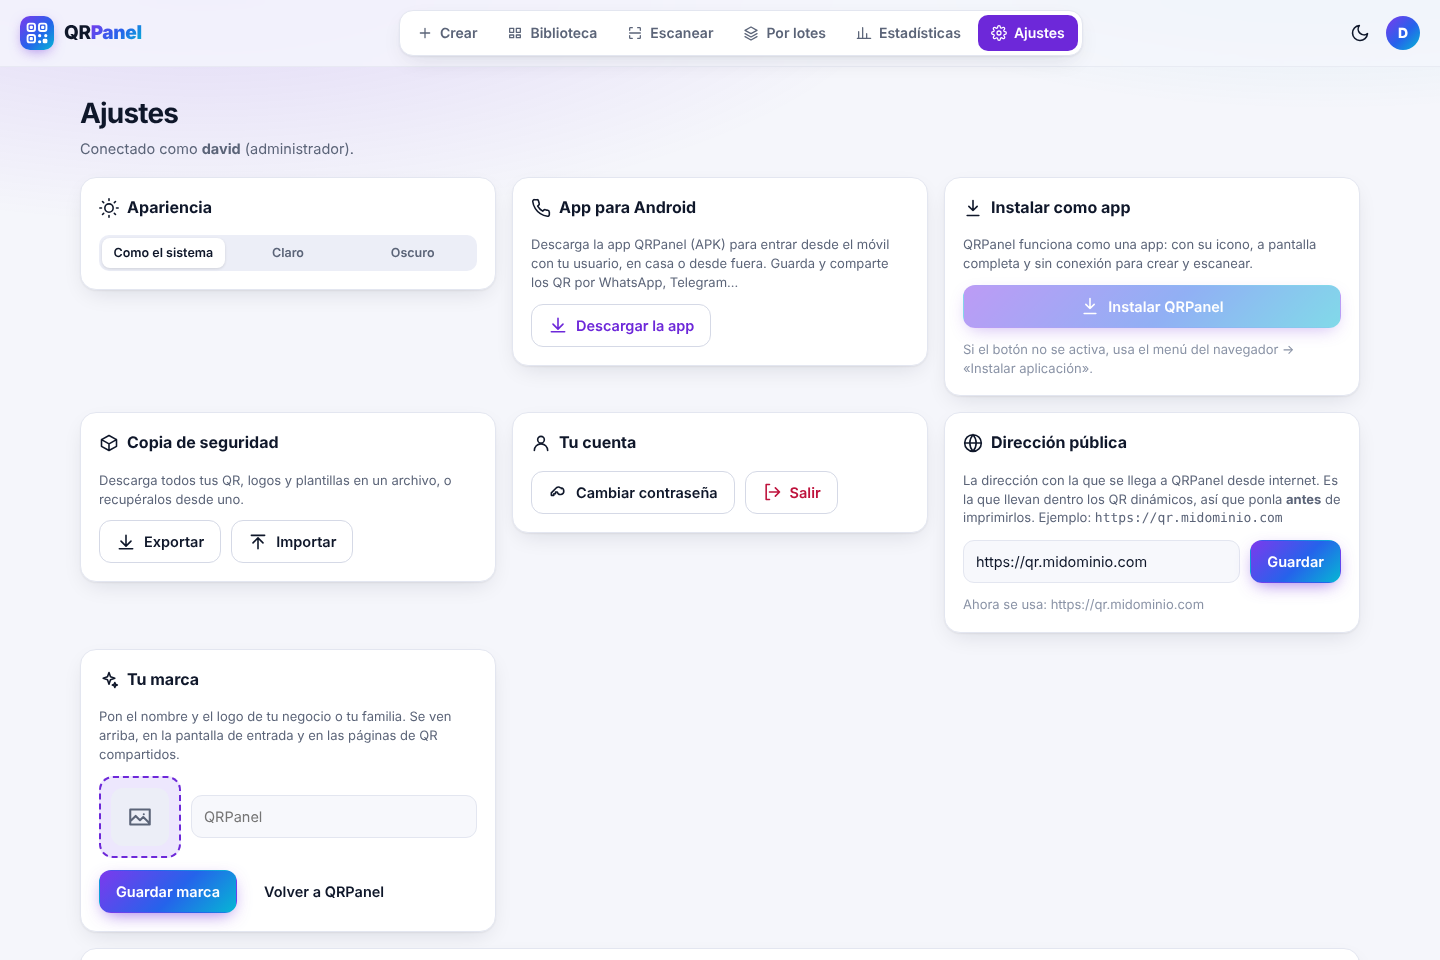 QRPanel
Crear
Biblioteca
Escanear
Por lotes
Estadísticas
Ajustes
D
Ajustes
Conectado como david (administrador).
Apariencia
Como el sistema
Claro
Oscuro
App para Android
Descarga la app QRPanel (APK) para entrar desde el móvil
con tu usuario, en casa o desde fuera. Guarda y comparte
los QR por WhatsApp, Telegram...
Descargar la app
Instalar como app
QRPanel funciona como una app: con su icono, a pantalla
completa y sin conexión para crear y escanear.
Instalar QRPanel
Si el botón no se activa, usa el menú del navegador →
«Instalar aplicación».
Copia de seguridad
Descarga todos tus QR, logos y plantillas en un archivo, o
recupéralos desde uno.
Exportar
Importar
Tu cuenta
Cambiar contraseña
Salir
Dirección pública
La dirección con la que se llega a QRPanel desde internet. Es
la que llevan dentro los QR dinámicos, así que ponla antes de
imprimirlos. Ejemplo: https://qr.midominio.com
https://qr.midominio.com
Guardar
Ahora se usa: https://qr.midominio.com
Tu marca
Pon el nombre y el logo de tu negocio o tu familia. Se ven
arriba, en la pantalla de entrada y en las páginas de QR
compartidos.
QRPanel
Guardar marca
Volver a QRPanel